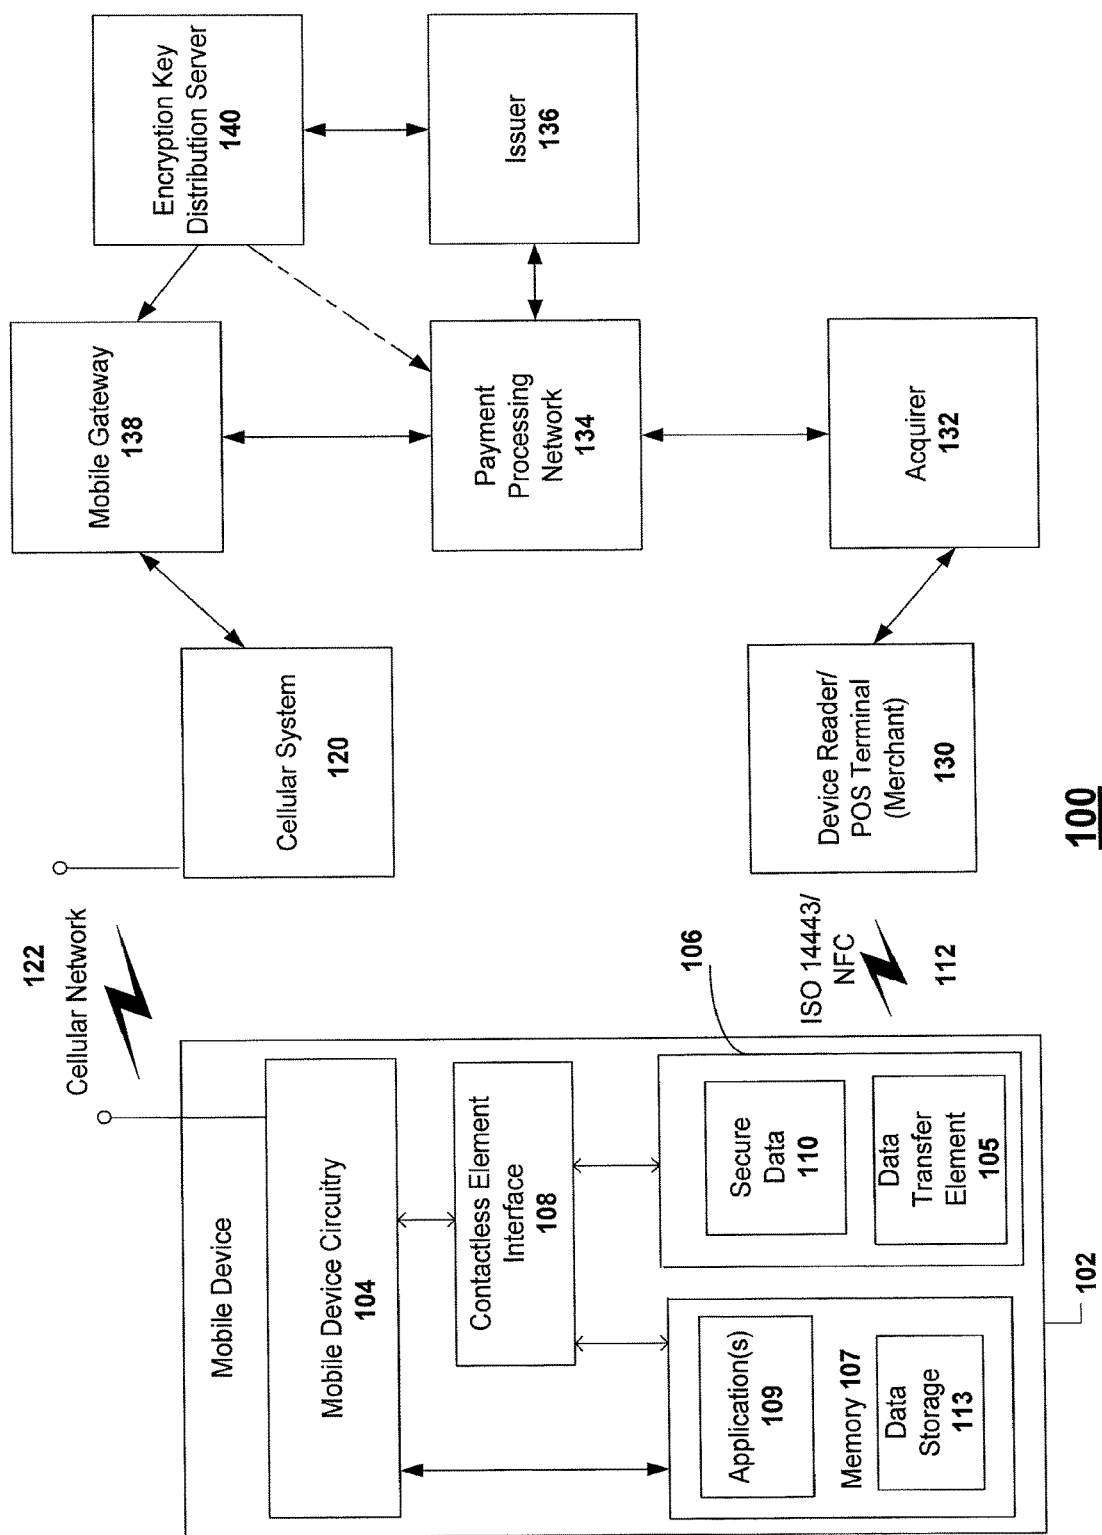 122
Cellular Network
Mobile Device
Mobile Device Circuitry
104
Contactless Element
Interface
108
Application(s)
109
Memory 107
Data
Storage
113
Secure
Data
110
Data
Transfer
Element
105
106
102
ISO 14443/
NFC
112
Cellular System
120
Mobile Gateway
138
Encryption Key
Distribution Server
140
Issuer
136
Payment
Processing
Network
134
Acquirer
132
Device Reader/
POS Terminal
(Merchant)
130
100